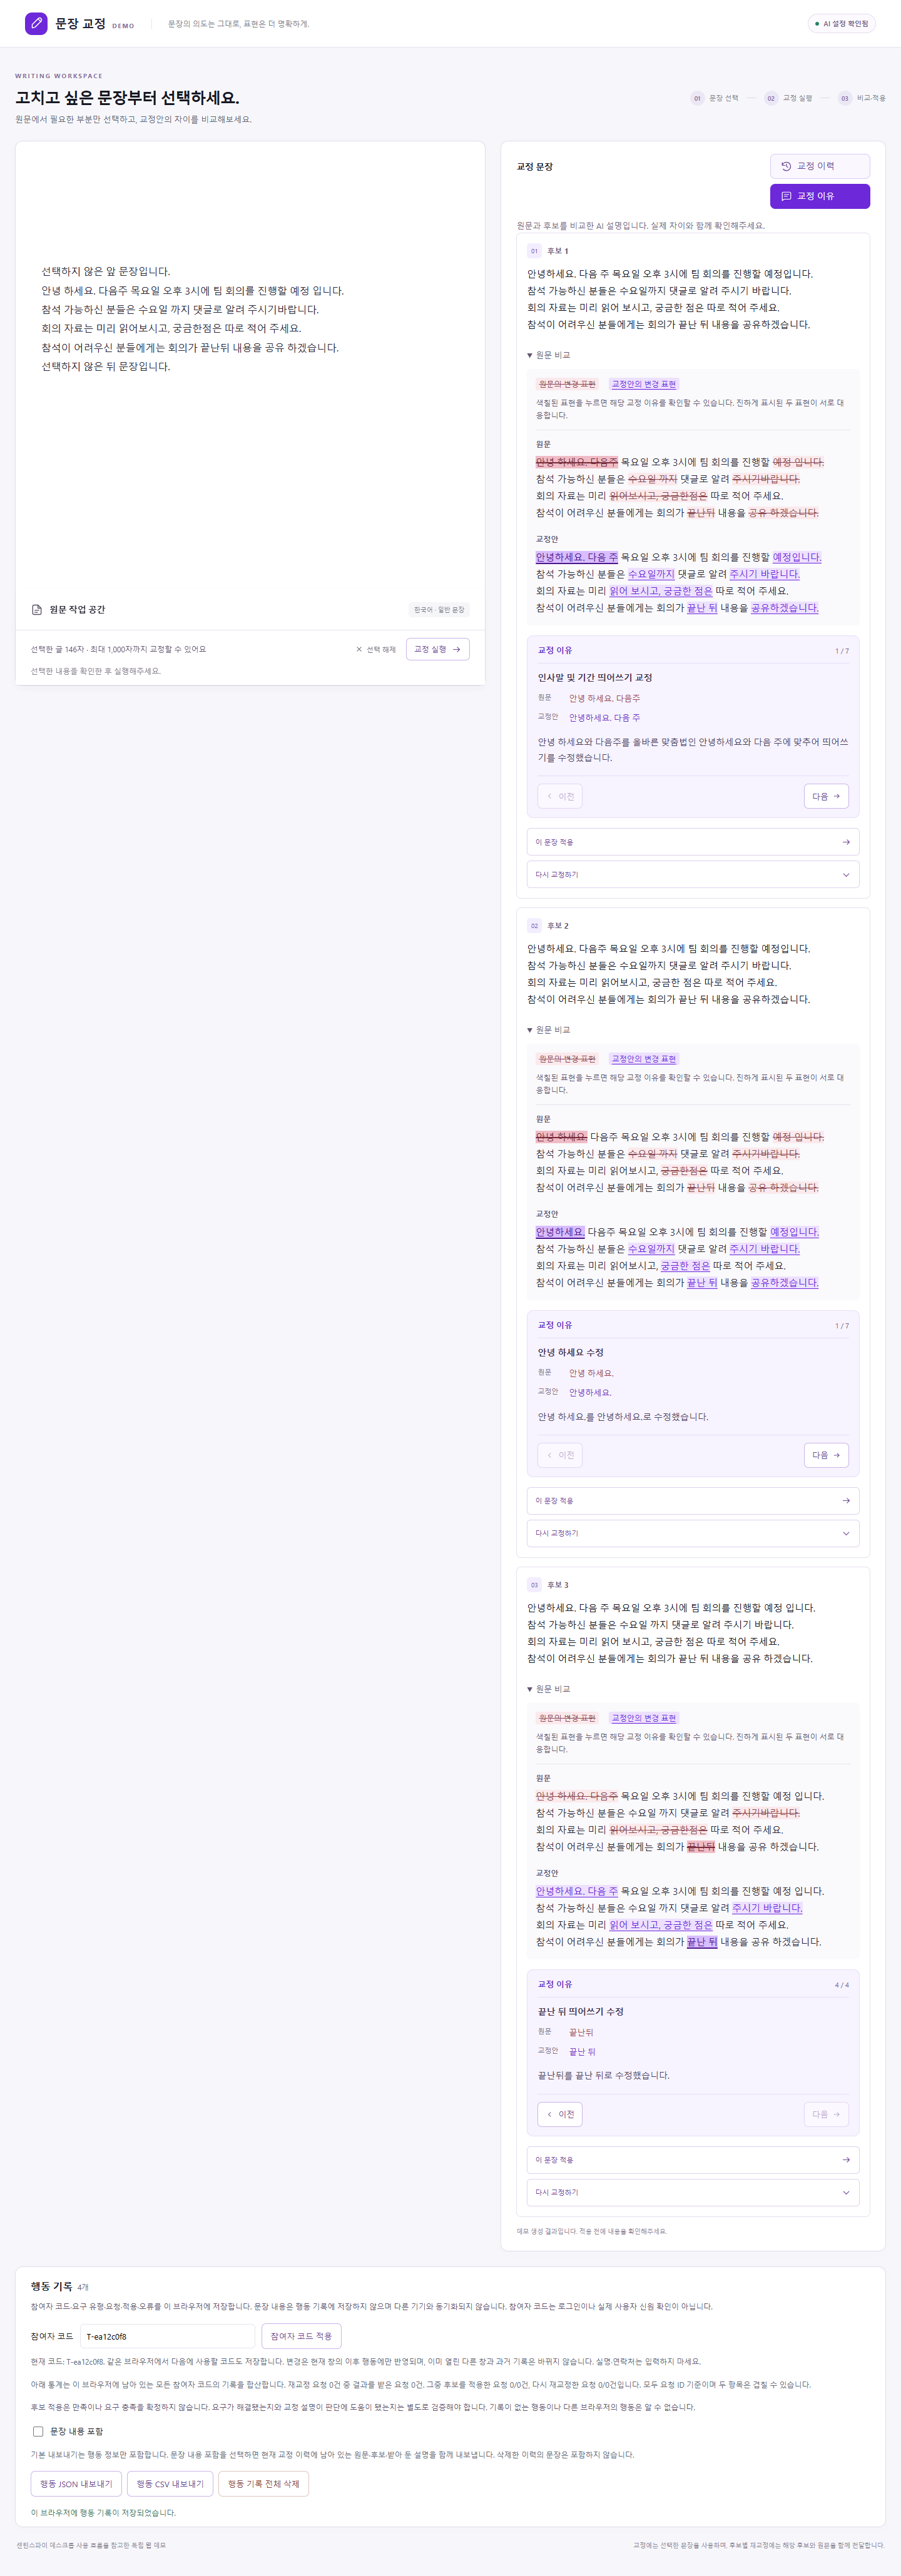 문장 교정 DEMO 문장의 의도는 그대로, 표현은 더 명확하게.
AI 설정 확인됨
WRITING WORKSPACE
고치고 싶은 문장부터 선택하세요.
원문에서 필요한 부분만 선택하고, 교정안의 차이를 비교해보세요.
01 문장 선택 02 교정 실행 03 비교·적용
선택하지 않은 앞 문장입니다.
안녕 하세요. 다음주 목요일 오후 3시에 팀 회의를 진행할 예정 입니다.
참석 가능하신 분들은 수요일 까지 댓글로 알려 주시기바랍니다.
회의 자료는 미리 읽어보시고, 궁금한점은 따로 적어 주세요.
참석이 어려우신 분들에게는 회의가 끝난뒤 내용을 공유 하겠습니다.
선택하지 않은 뒤 문장입니다.
원문 작업 공간
한국어 · 일반 문장
선택한 글 146자 · 최대 1,000자까지 교정할 수 있어요
선택 해제
교정 실행
선택한 내용을 확인한 후 실행해주세요.
교정 문장
교정 이력
교정 이유
원문과 후보를 비교한 AI 설명입니다. 실제 차이와 함께 확인해주세요.
01 후보 1
안녕하세요. 다음 주 목요일 오후 3시에 팀 회의를 진행할 예정입니다.
참석 가능하신 분들은 수요일까지 댓글로 알려 주시기 바랍니다.
회의 자료는 미리 읽어 보시고, 궁금한 점은 따로 적어 주세요.
참석이 어려우신 분들에게는 회의가 끝난 뒤 내용을 공유하겠습니다.
▼ 원문 비교
원문의 변경 표현 교정안의 변경 표현
색칠된 표현을 누르면 해당 교정 이유를 확인할 수 있습니다. 진하게 표시된 두 표현이 서로 대
응합니다.
원문
안녕 하세요. 다음주 목요일 오후 3시에 팀 회의를 진행할 예정 입니다.
참석 가능하신 분들은 수요일 까지 댓글로 알려 주시기바랍니다.
회의 자료는 미리 읽어보시고, 궁금한점은 따로 적어 주세요.
참석이 어려우신 분들에게는 회의가 끝난뒤 내용을 공유 하겠습니다.
교정안
안녕하세요. 다음 주 목요일 오후 3시에 팀 회의를 진행할 예정입니다.
참석 가능하신 분들은 수요일까지 댓글로 알려 주시기 바랍니다.
회의 자료는 미리 읽어 보시고, 궁금한 점은 따로 적어 주세요.
참석이 어려우신 분들에게는 회의가 끝난 뒤 내용을 공유하겠습니다.
교정 이유 1 / 7
인사말 및 기간 띄어쓰기 교정
원문 안녕 하세요. 다음주
교정안 안녕하세요. 다음 주
안녕 하세요와 다음주를 올바른 맞춤법인 안녕하세요와 다음 주에 맞추어 띄어쓰
기를 수정했습니다.
이전 다음
이 문장 적용
다시 교정하기
02 후보 2
안녕하세요. 다음주 목요일 오후 3시에 팀 회의를 진행할 예정입니다.
참석 가능하신 분들은 수요일까지 댓글로 알려 주시기 바랍니다.
회의 자료는 미리 읽어보시고, 궁금한 점은 따로 적어 주세요.
참석이 어려우신 분들에게는 회의가 끝난 뒤 내용을 공유하겠습니다.
▼ 원문 비교
원문의 변경 표현 교정안의 변경 표현
색칠된 표현을 누르면 해당 교정 이유를 확인할 수 있습니다. 진하게 표시된 두 표현이 서로 대
응합니다.
원문
안녕 하세요. 다음주 목요일 오후 3시에 팀 회의를 진행할 예정 입니다.
참석 가능하신 분들은 수요일 까지 댓글로 알려 주시기바랍니다.
회의 자료는 미리 읽어보시고, 궁금한점은 따로 적어 주세요.
참석이 어려우신 분들에게는 회의가 끝난뒤 내용을 공유 하겠습니다.
교정안
안녕하세요. 다음주 목요일 오후 3시에 팀 회의를 진행할 예정입니다.
참석 가능하신 분들은 수요일까지 댓글로 알려 주시기 바랍니다.
회의 자료는 미리 읽어보시고, 궁금한 점은 따로 적어 주세요.
참석이 어려우신 분들에게는 회의가 끝난 뒤 내용을 공유하겠습니다.
교정 이유 1 / 7
안녕 하세요 수정
원문 안녕 하세요.
교정안 안녕하세요.
안녕 하세요.를 안녕하세요.로 수정했습니다.
이전 다음
이 문장 적용
다시 교정하기
03 후보 3
안녕하세요. 다음 주 목요일 오후 3시에 팀 회의를 진행할 예정 입니다.
참석 가능하신 분들은 수요일 까지 댓글로 알려 주시기 바랍니다.
회의 자료는 미리 읽어 보시고, 궁금한 점은 따로 적어 주세요.
참석이 어려우신 분들에게는 회의가 끝난 뒤 내용을 공유 하겠습니다.
▼ 원문 비교
원문의 변경 표현 교정안의 변경 표현
색칠된 표현을 누르면 해당 교정 이유를 확인할 수 있습니다. 진하게 표시된 두 표현이 서로 대
응합니다.
원문
안녕 하세요. 다음주 목요일 오후 3시에 팀 회의를 진행할 예정 입니다.
참석 가능하신 분들은 수요일 까지 댓글로 알려 주시기바랍니다.
회의 자료는 미리 읽어보시고, 궁금한점은 따로 적어 주세요.
참석이 어려우신 분들에게는 회의가 끝난뒤 내용을 공유 하겠습니다.
교정안
안녕하세요. 다음 주 목요일 오후 3시에 팀 회의를 진행할 예정 입니다.
참석 가능하신 분들은 수요일 까지 댓글로 알려 주시기 바랍니다.
회의 자료는 미리 읽어 보시고, 궁금한 점은 따로 적어 주세요.
참석이 어려우신 분들에게는 회의가 끝난 뒤 내용을 공유 하겠습니다.
교정 이유 4 / 4
끝난 뒤 띄어쓰기 수정
원문 끝난뒤
교정안 끝난 뒤
끝난뒤를 끝난 뒤로 수정했습니다.
이전 다음
이 문장 적용
다시 교정하기
데모 생성 결과입니다. 적용 전에 내용을 확인해주세요.
행동 기록 4개
참여자 코드·요구 유형·요청·적용·오류를 이 브라우저에 저장합니다. 문장 내용은 행동 기록에 저장하지 않으며 다른 기기와 동기화되지 않습니다. 참여자 코드는 로그인이나 실제 사용자 신원 확인이 아닙니다.
참여자 코드 T-ea12c0f8 참여자 코드 적용
현재 코드: T-ea12c0f8. 같은 브라우저에서 다음에 사용할 코드도 저장합니다. 변경은 현재 창의 이후 행동에만 반영되며, 이미 열린 다른 창과 과거 기록은 바뀌지 않습니다. 실명·연락처는 입력하지 마세요.
아래 통계는 이 브라우저에 남아 있는 모든 참여자 코드의 기록을 합산합니다. 재교정 요청 0건 중 결과를 받은 요청 0건, 그중 후보를 적용한 요청 0/0건, 다시 재교정한 요청 0/0건입니다. 모두 요청 ID 기준이며 두 항목은 겹칠 수 있습니다.
후보 적용은 만족이나 요구 충족을 확정하지 않습니다. 요구가 해결됐는지와 교정 설명이 판단에 도움이 됐는지는 별도로 검증해야 합니다. 기록이 없는 행동이나 다른 브라우저의 행동은 알 수 없습니다.
문장 내용 포함
기본 내보내기는 행동 정보만 포함합니다. 문장 내용 포함을 선택하면 현재 교정 이력에 남아 있는 원문·후보·받아 둔 설명을 함께 내보냅니다. 삭제한 이력의 문장은 포함하지 않습니다.
행동 JSON 내보내기 행동 CSV 내보내기 행동 기록 전체 삭제
이 브라우저에 행동 기록이 저장되었습니다.
센틴스파이 데스크톱 사용 흐름을 참고한 독립 웹 데모
교정에는 선택한 문장을 사용하며, 후보별 재교정에는 해당 후보와 원문을 함께 전달합니다.